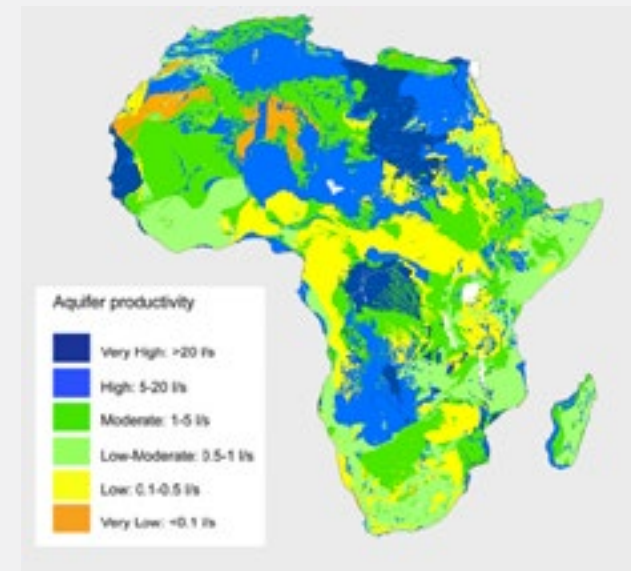 Aquifer productivity
Very High: >20 l/s
High: 5-20 l/s
Moderate: 1-5 l/s
Low-Moderate: 0.5-1 l/s
Low: 0.1-0.5 l/s
Very Low: <0.1 l/s